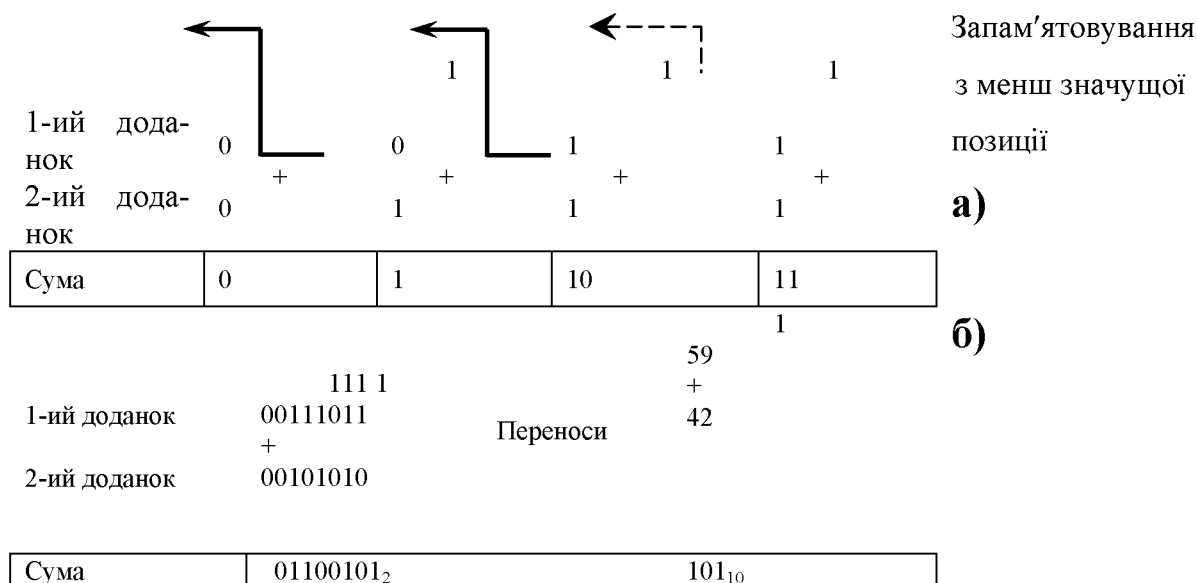 Запам′ятовування
1 1 1
з менш значущої
1-ий дода-
нок
0 0 1 1
позиції
+ + + +
2-ий дода-
нок
0 1 1 1
а)
Сума 0 1 10 11
1
б)
59
111 1 +
1-ий доданок 00111011 42
Переноси
+
2-ий доданок 00101010
Сума 01100101₂ 101₁₀